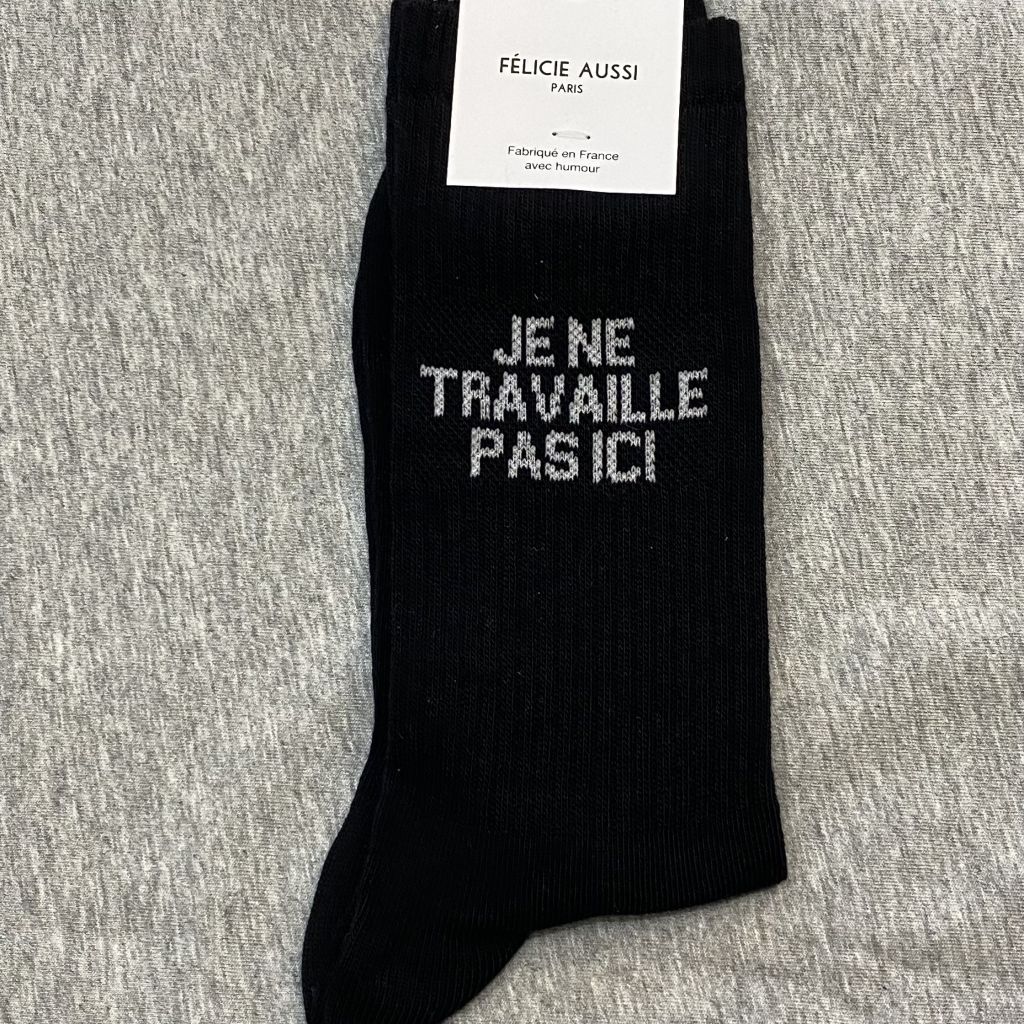 FÉLICIE AUSSI
PARIS
Fabriqué en France
avec humour
JE NE
TRAVAILLE
PAS ICI